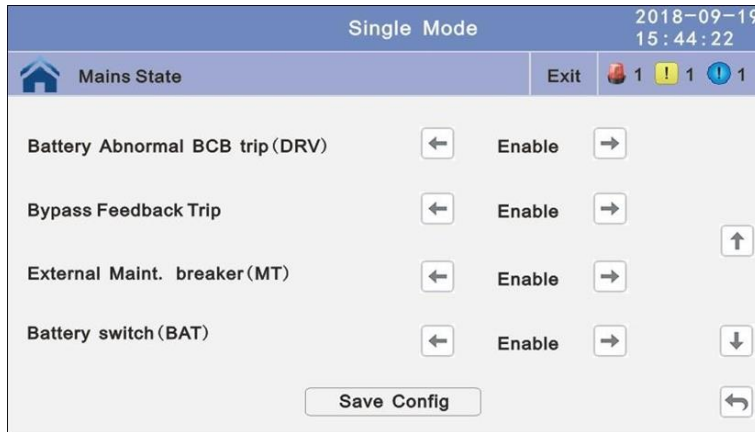 Single Mode
2018-09-19
15:44:22
Mains State
Exit
1
1
1
Battery Abnormal BCB trip(DRV)
Enable
Bypass Feedback Trip
Enable
External Maint. breaker(MT)
Enable
Battery switch(BAT)
Enable
Save Config